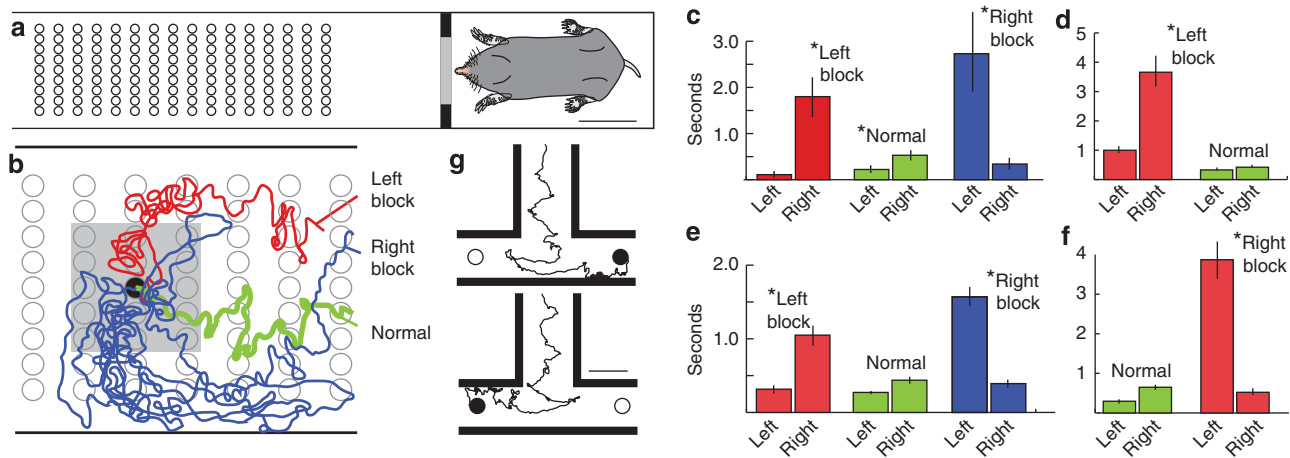 a
b
Left
block
Right
block
Normal
g
c
Seconds
3.0
2.0
1.0
*Left
block
*Normal
*Right
block
Left
Right
Left
Right
Left
Right
d
5
4
3
2
1
*Left
block
Normal
Left
Right
Left
Right
e
Seconds
2.0
1.0
*Left
block
Normal
*Right
block
Left
Right
Left
Right
Left
Right
f
4
3
2
1
Normal
*Right
block
Left
Right
Left
Right